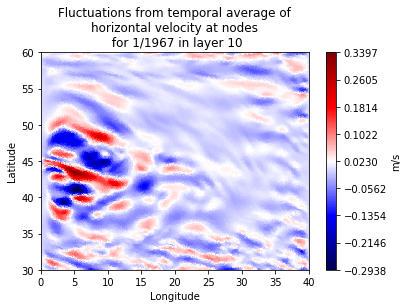 Fluctuations from temporal average of
horizontal velocity at nodes
for 1/1967 in layer 10
60
55
50
45
40
35
30
Latitude
0 5 10 15 20 25 30 35 40
Longitude
0.3397
0.2605
0.1814
0.1022
0.0230
−0.0562
−0.1354
−0.2146
−0.2938
m/s